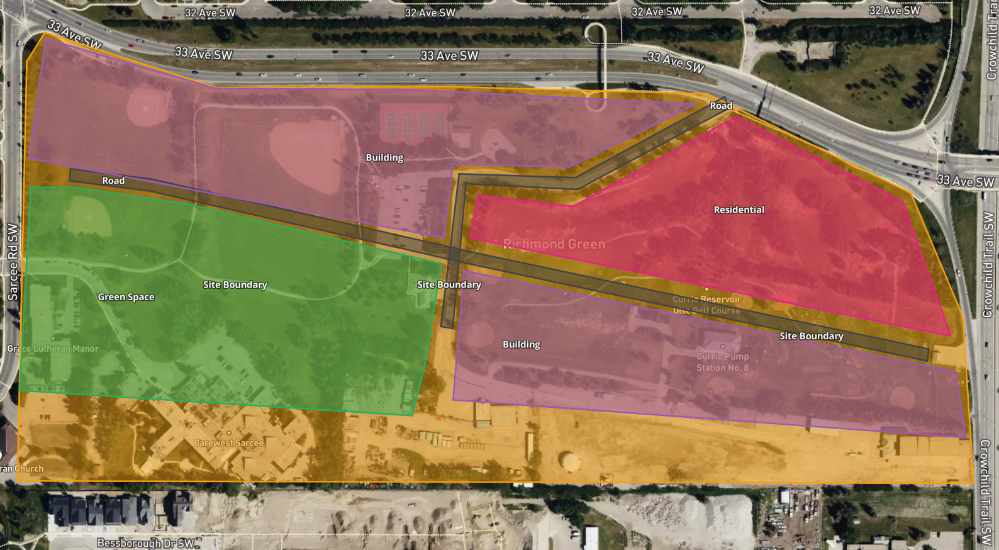 32 Ave SW
32 Ave SW
32 Ave SW
32 Ave SW
Crowchild Trai
33 Ave SW
33 Ave SW
33 Ave SW
33 Ave SW
Road
Building
Road
33 Ave SW
Residential
Richmond Green
Sarcee Rd SW
Crowchild Trail SW
Site Boundary
Site Boundary
Green Space
Currie Reservoir
Disc Golf Course
Site Boundary
Building
Grace Lutheran Manor
Currie Pump
Station No. 8
Carewest Sarcee
ran Church
Crowchild Trail SW
Bessborough Dr SW